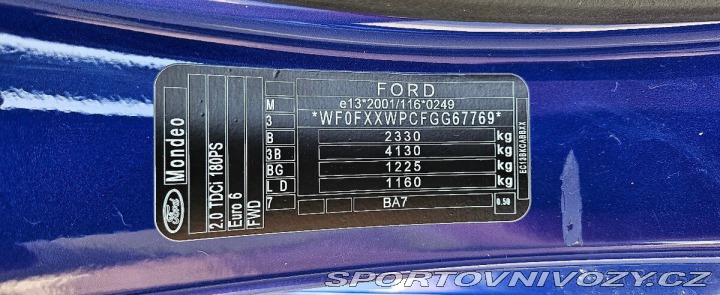 FORD
M e13*2001/116*0249
3 *WF0FXXWPCFGG67769*
B 2330 kg
3B 4130 kg
BG 1225 kg
L D 1160 kg
7 BA7 0.50
Ford
Mondeo
2.0 TDCi 180PS
Euro 6
FWD
EC13BKCABBXX
SPORTOVNIVOZY.CZ